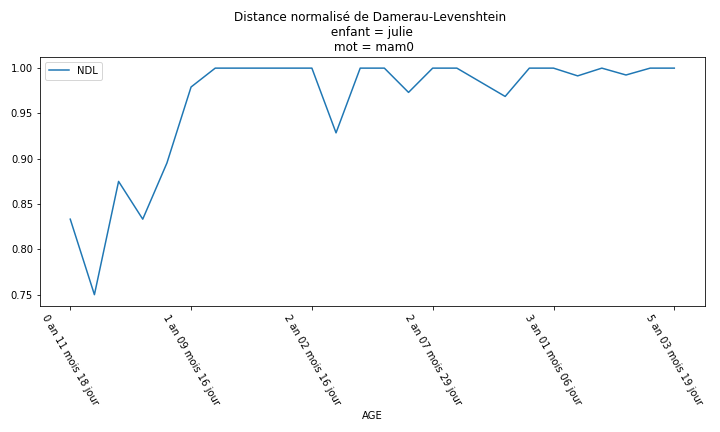 Distance normalisé de Damerau-Levenshtein
enfant = julie
mot = mam0
NDL
1.00
0.95
0.90
0.85
0.80
0.75
0 an 11 mois 18 jour
1 an 09 mois 16 jour
2 an 02 mois 16 jour
2 an 07 mois 29 jour
3 an 01 mois 06 jour
5 an 03 mois 19 jour
AGE